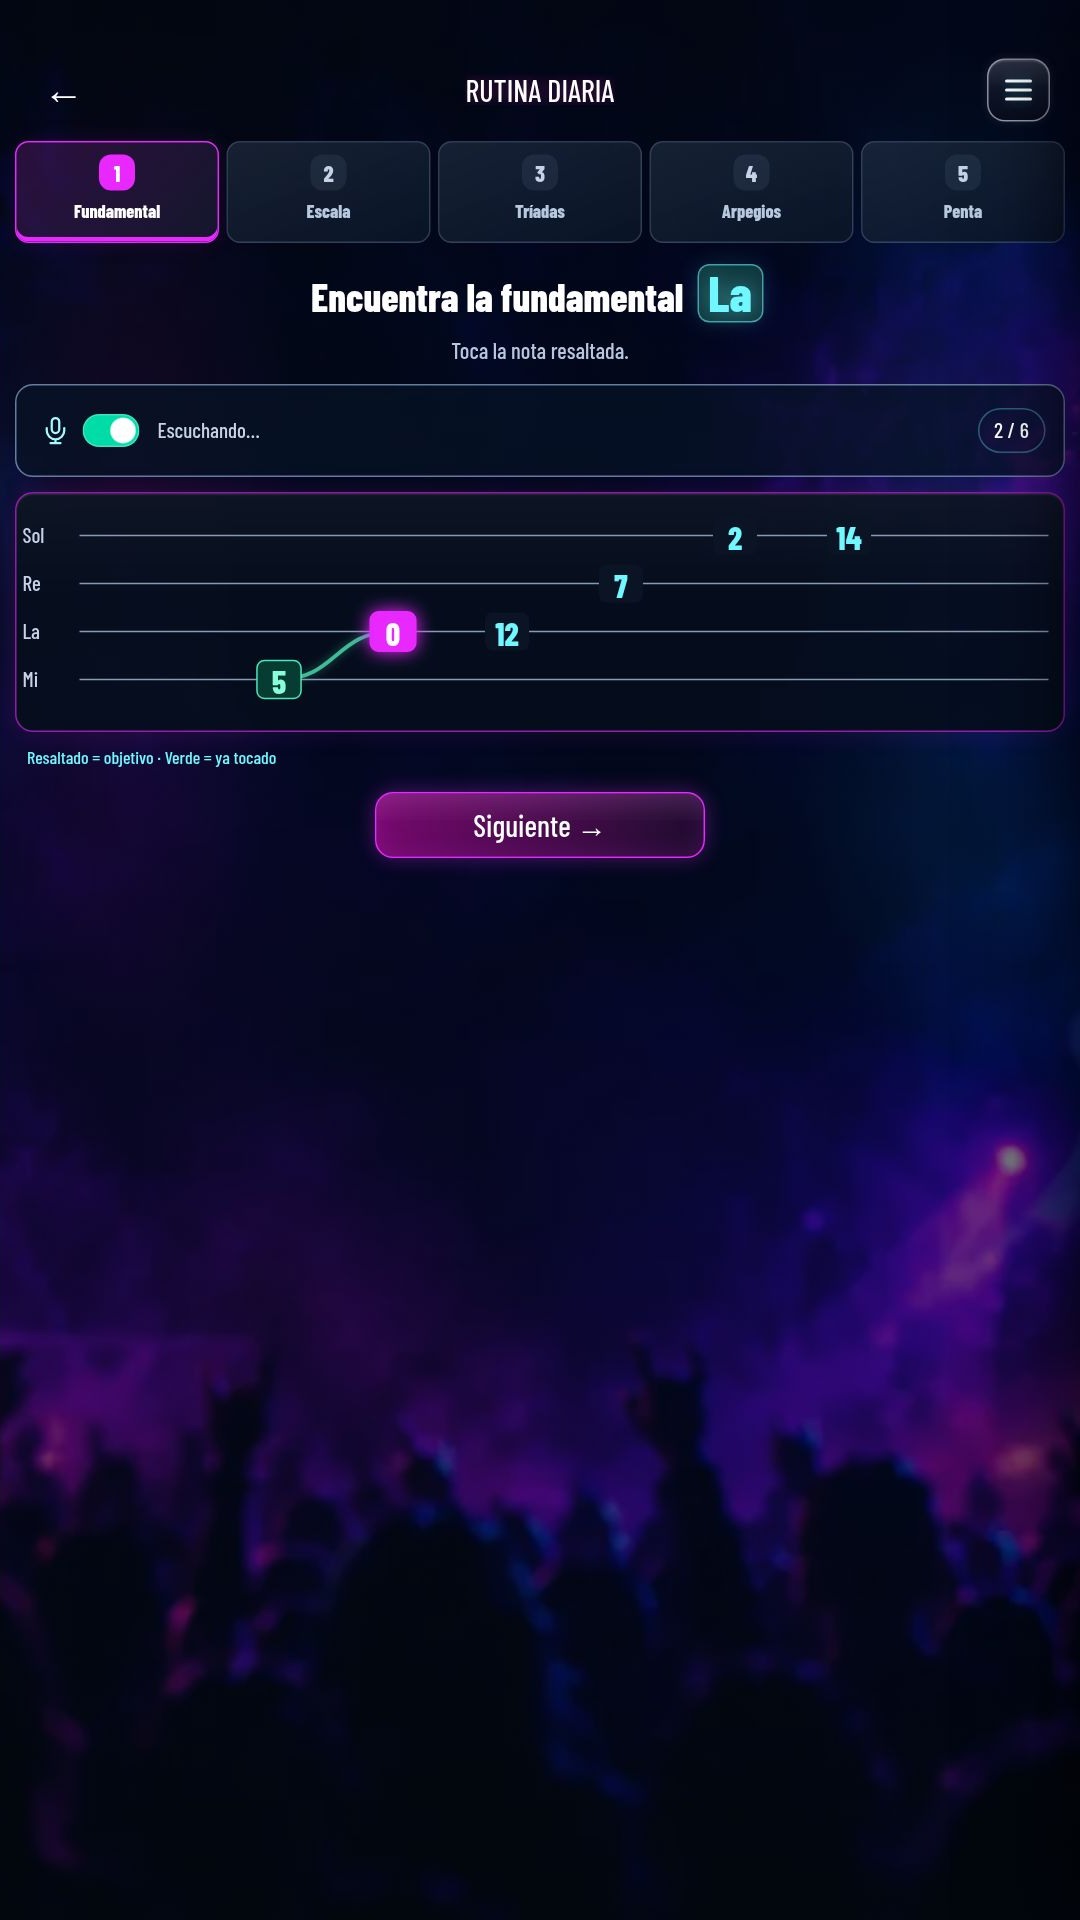 ← RUTINA DIARIA
1 2 3 4 5
Fundamental Escala Tríadas Arpegios Penta
Encuentra la fundamental La
Toca la nota resaltada.
Escuchando... 2 / 6
Sol 2 14
Re 7
La 0 12
Mi 5
Resaltado = objetivo · Verde = ya tocado
Siguiente →